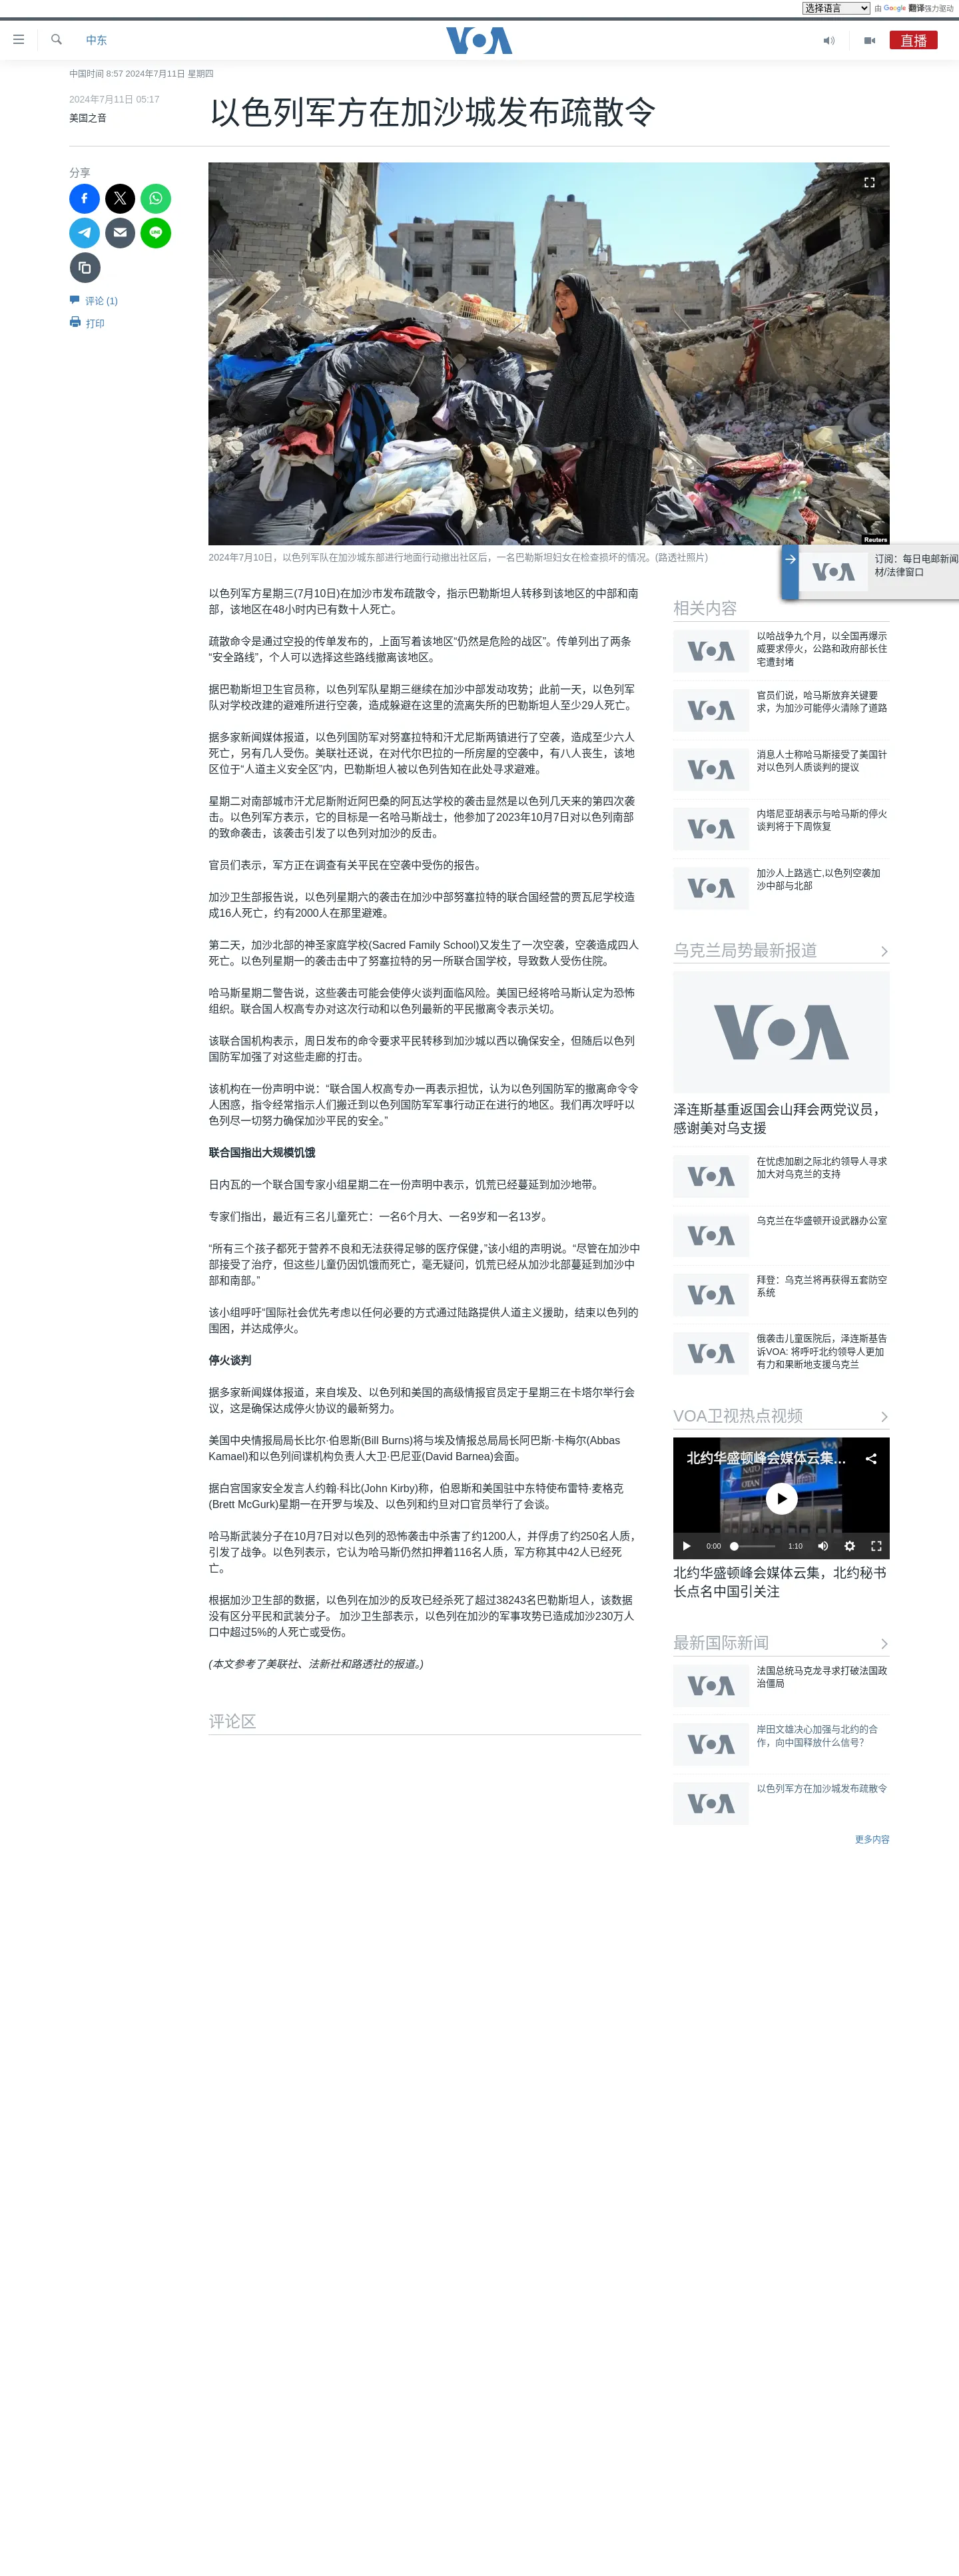 选择语言 由 Google 翻译强力驱动
中东
VOA
直播
中国时间 8:57 2024年7月11日 星期四
2024年7月11日 05:17
美国之音
以色列军方在加沙城发布疏散令
分享
评论 (1)
打印
Reuters
2024年7月10日，以色列军队在加沙城东部进行地面行动撤出社区后，一名巴勒斯坦妇女在检查损坏的情况。(路透社照片)
以色列军方星期三(7月10日)在加沙市发布疏散令，指示巴勒斯坦人转移到该地区的中部和南
部，该地区在48小时内已有数十人死亡。
疏散命令是通过空投的传单发布的，上面写着该地区“仍然是危险的战区”。传单列出了两条
“安全路线”，个人可以选择这些路线撤离该地区。
据巴勒斯坦卫生官员称，以色列军队星期三继续在加沙中部发动攻势；此前一天，以色列军
队对学校改建的避难所进行空袭，造成躲避在这里的流离失所的巴勒斯坦人至少29人死亡。
据多家新闻媒体报道，以色列国防军对努塞拉特和汗尤尼斯两镇进行了空袭，造成至少六人
死亡，另有几人受伤。美联社还说，在对代尔巴拉的一所房屋的空袭中，有八人丧生，该地
区位于“人道主义安全区”内，巴勒斯坦人被以色列告知在此处寻求避难。
星期二对南部城市汗尤尼斯附近阿巴桑的阿瓦达学校的袭击显然是以色列几天来的第四次袭
击。以色列军方表示，它的目标是一名哈马斯战士，他参加了2023年10月7日对以色列南部
的致命袭击，该袭击引发了以色列对加沙的反击。
官员们表示，军方正在调查有关平民在空袭中受伤的报告。
加沙卫生部报告说，以色列星期六的袭击在加沙中部努塞拉特的联合国经营的贾瓦尼学校造
成16人死亡，约有2000人在那里避难。
第二天，加沙北部的神圣家庭学校(Sacred Family School)又发生了一次空袭，空袭造成四人
死亡。以色列星期一的袭击击中了努塞拉特的另一所联合国学校，导致数人受伤住院。
哈马斯星期二警告说，这些袭击可能会使停火谈判面临风险。美国已经将哈马斯认定为恐怖
组织。联合国人权高专办对这次行动和以色列最新的平民撤离令表示关切。
该联合国机构表示，周日发布的命令要求平民转移到加沙城以西以确保安全，但随后以色列
国防军加强了对这些走廊的打击。
该机构在一份声明中说：“联合国人权高专办一再表示担忧，认为以色列国防军的撤离命令令
人困惑，指令经常指示人们搬迁到以色列国防军军事行动正在进行的地区。我们再次呼吁以
色列尽一切努力确保加沙平民的安全。”
联合国指出大规模饥饿
日内瓦的一个联合国专家小组星期二在一份声明中表示，饥荒已经蔓延到加沙地带。
专家们指出，最近有三名儿童死亡：一名6个月大、一名9岁和一名13岁。
“所有三个孩子都死于营养不良和无法获得足够的医疗保健，”该小组的声明说。“尽管在加沙中
部接受了治疗，但这些儿童仍因饥饿而死亡，毫无疑问，饥荒已经从加沙北部蔓延到加沙中
部和南部。”
该小组呼吁“国际社会优先考虑以任何必要的方式通过陆路提供人道主义援助，结束以色列的
围困，并达成停火。
停火谈判
据多家新闻媒体报道，来自埃及、以色列和美国的高级情报官员定于星期三在卡塔尔举行会
议，这是确保达成停火协议的最新努力。
美国中央情报局局长比尔·伯恩斯(Bill Burns)将与埃及情报总局局长阿巴斯·卡梅尔(Abbas
Kamael)和以色列间谍机构负责人大卫·巴尼亚(David Barnea)会面。
据白宫国家安全发言人约翰·科比(John Kirby)称，伯恩斯和美国驻中东特使布雷特·麦格克
(Brett McGurk)星期一在开罗与埃及、以色列和约旦对口官员举行了会谈。
哈马斯武装分子在10月7日对以色列的恐怖袭击中杀害了约1200人，并俘虏了约250名人质，
引发了战争。以色列表示，它认为哈马斯仍然扣押着116名人质，军方称其中42人已经死
亡。
根据加沙卫生部的数据，以色列在加沙的反攻已经杀死了超过38243名巴勒斯坦人，该数据
没有区分平民和武装分子。 加沙卫生部表示，以色列在加沙的军事攻势已造成加沙230万人
口中超过5%的人死亡或受伤。
(本文参考了美联社、法新社和路透社的报道。)
评论区
VOA
订阅：每日电邮新闻
材/法律窗口
相关内容
VOA
以哈战争九个月，以全国再爆示
威要求停火，公路和政府部长住
宅遭封堵
VOA
官员们说，哈马斯放弃关键要
求，为加沙可能停火清除了道路
VOA
消息人士称哈马斯接受了美国针
对以色列人质谈判的提议
VOA
内塔尼亚胡表示与哈马斯的停火
谈判将于下周恢复
VOA
加沙人上路逃亡,以色列空袭加
沙中部与北部
乌克兰局势最新报道
VOA
泽连斯基重返国会山拜会两党议员，
感谢美对乌支援
VOA
在忧虑加剧之际北约领导人寻求
加大对乌克兰的支持
VOA
乌克兰在华盛顿开设武器办公室
VOA
拜登：乌克兰将再获得五套防空
系统
VOA
俄袭击儿童医院后，泽连斯基告
诉VOA: 将呼吁北约领导人更加
有力和果断地支援乌克兰
VOA卫视热点视频
北约华盛顿峰会媒体云集...
NATO
OTAN
0:00 1:10
北约华盛顿峰会媒体云集，北约秘书
长点名中国引关注
最新国际新闻
VOA
法国总统马克龙寻求打破法国政
治僵局
VOA
岸田文雄决心加强与北约的合
作，向中国释放什么信号？
VOA
以色列军方在加沙城发布疏散令
更多内容